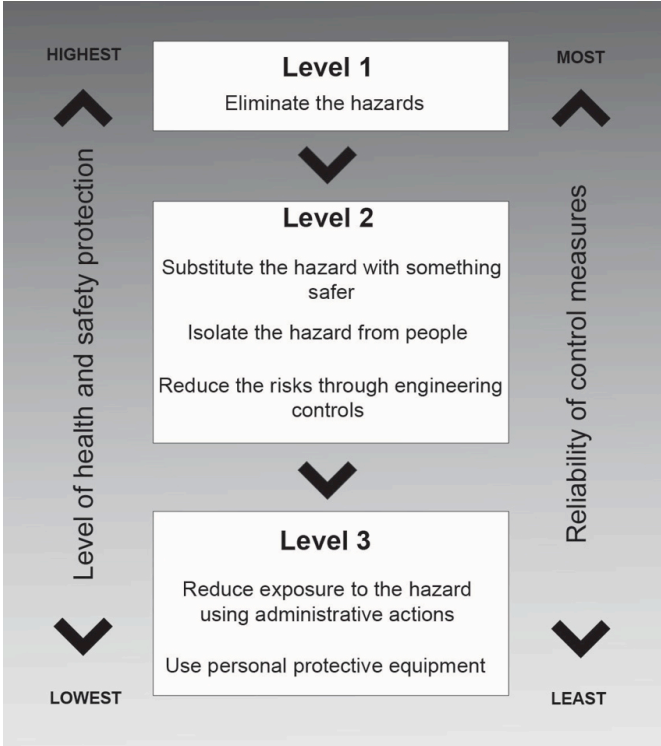 HIGHEST
MOST
Level 1
Eliminate the hazards
Level 2
Substitute the hazard with something
safer
Isolate the hazard from people
Reduce the risks through engineering
controls
Level 3
Reduce exposure to the hazard
using administrative actions
Use personal protective equipment
Level of health and safety protection
Reliability of control measures
LOWEST
LEAST